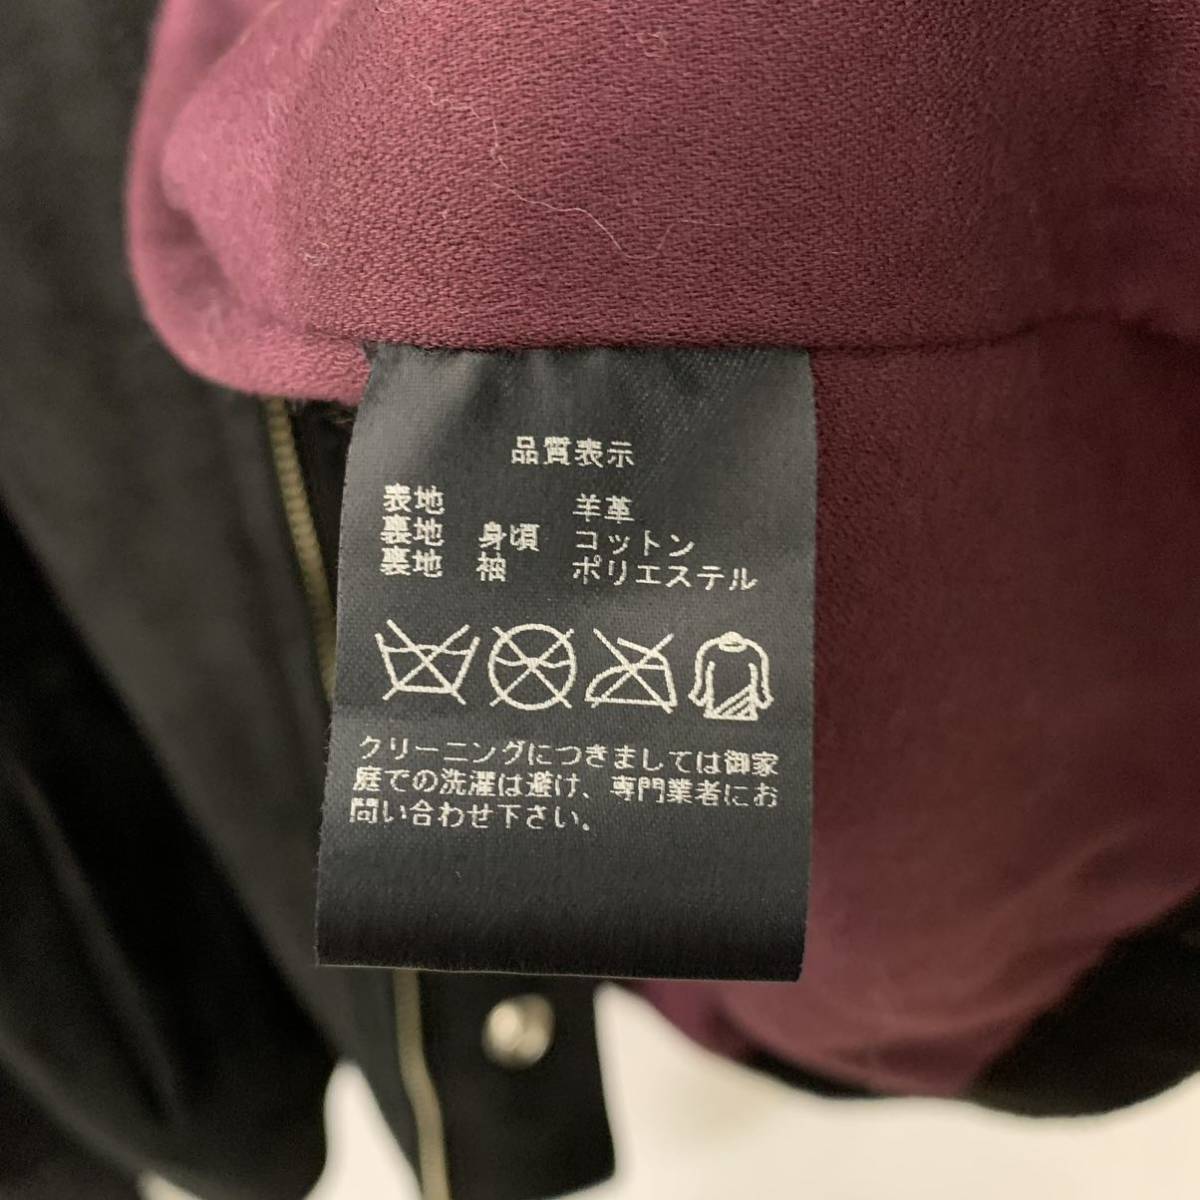 品質表示
表地 羊革
裏地 身頃 コットン
裏地 袖 ポリエステル
クリーニングにつきましては御家
庭での洗濯は避け、専門業者にお
問い合わせ下さい.